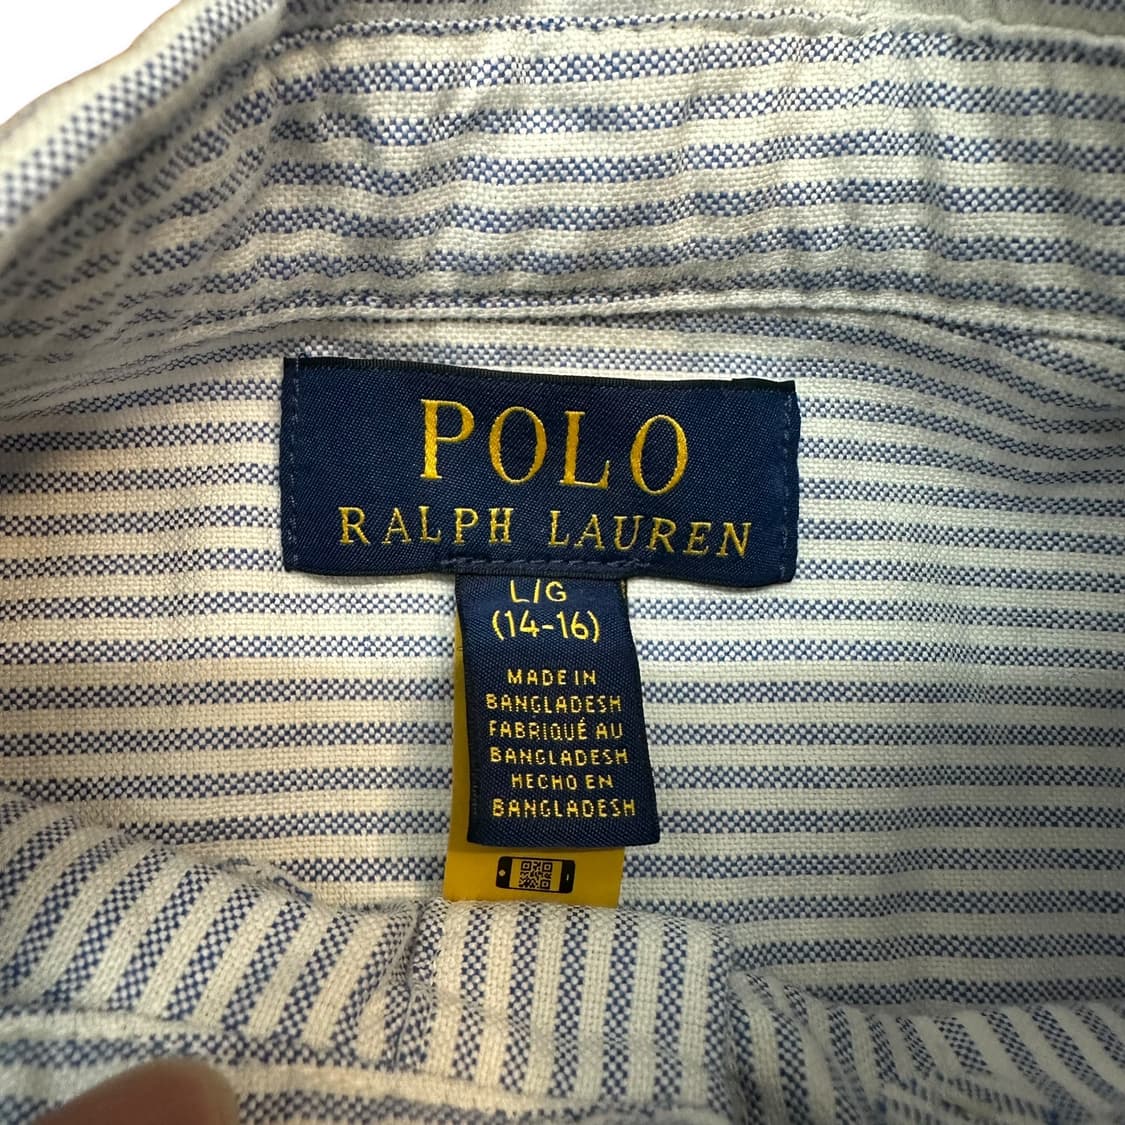 POLO
RALPH LAUREN
L/G
(14-16)
MADE IN
BANGLADESH
FABRIQUÉ AU
BANGLADESH
HECHO EN
BANGLADESH